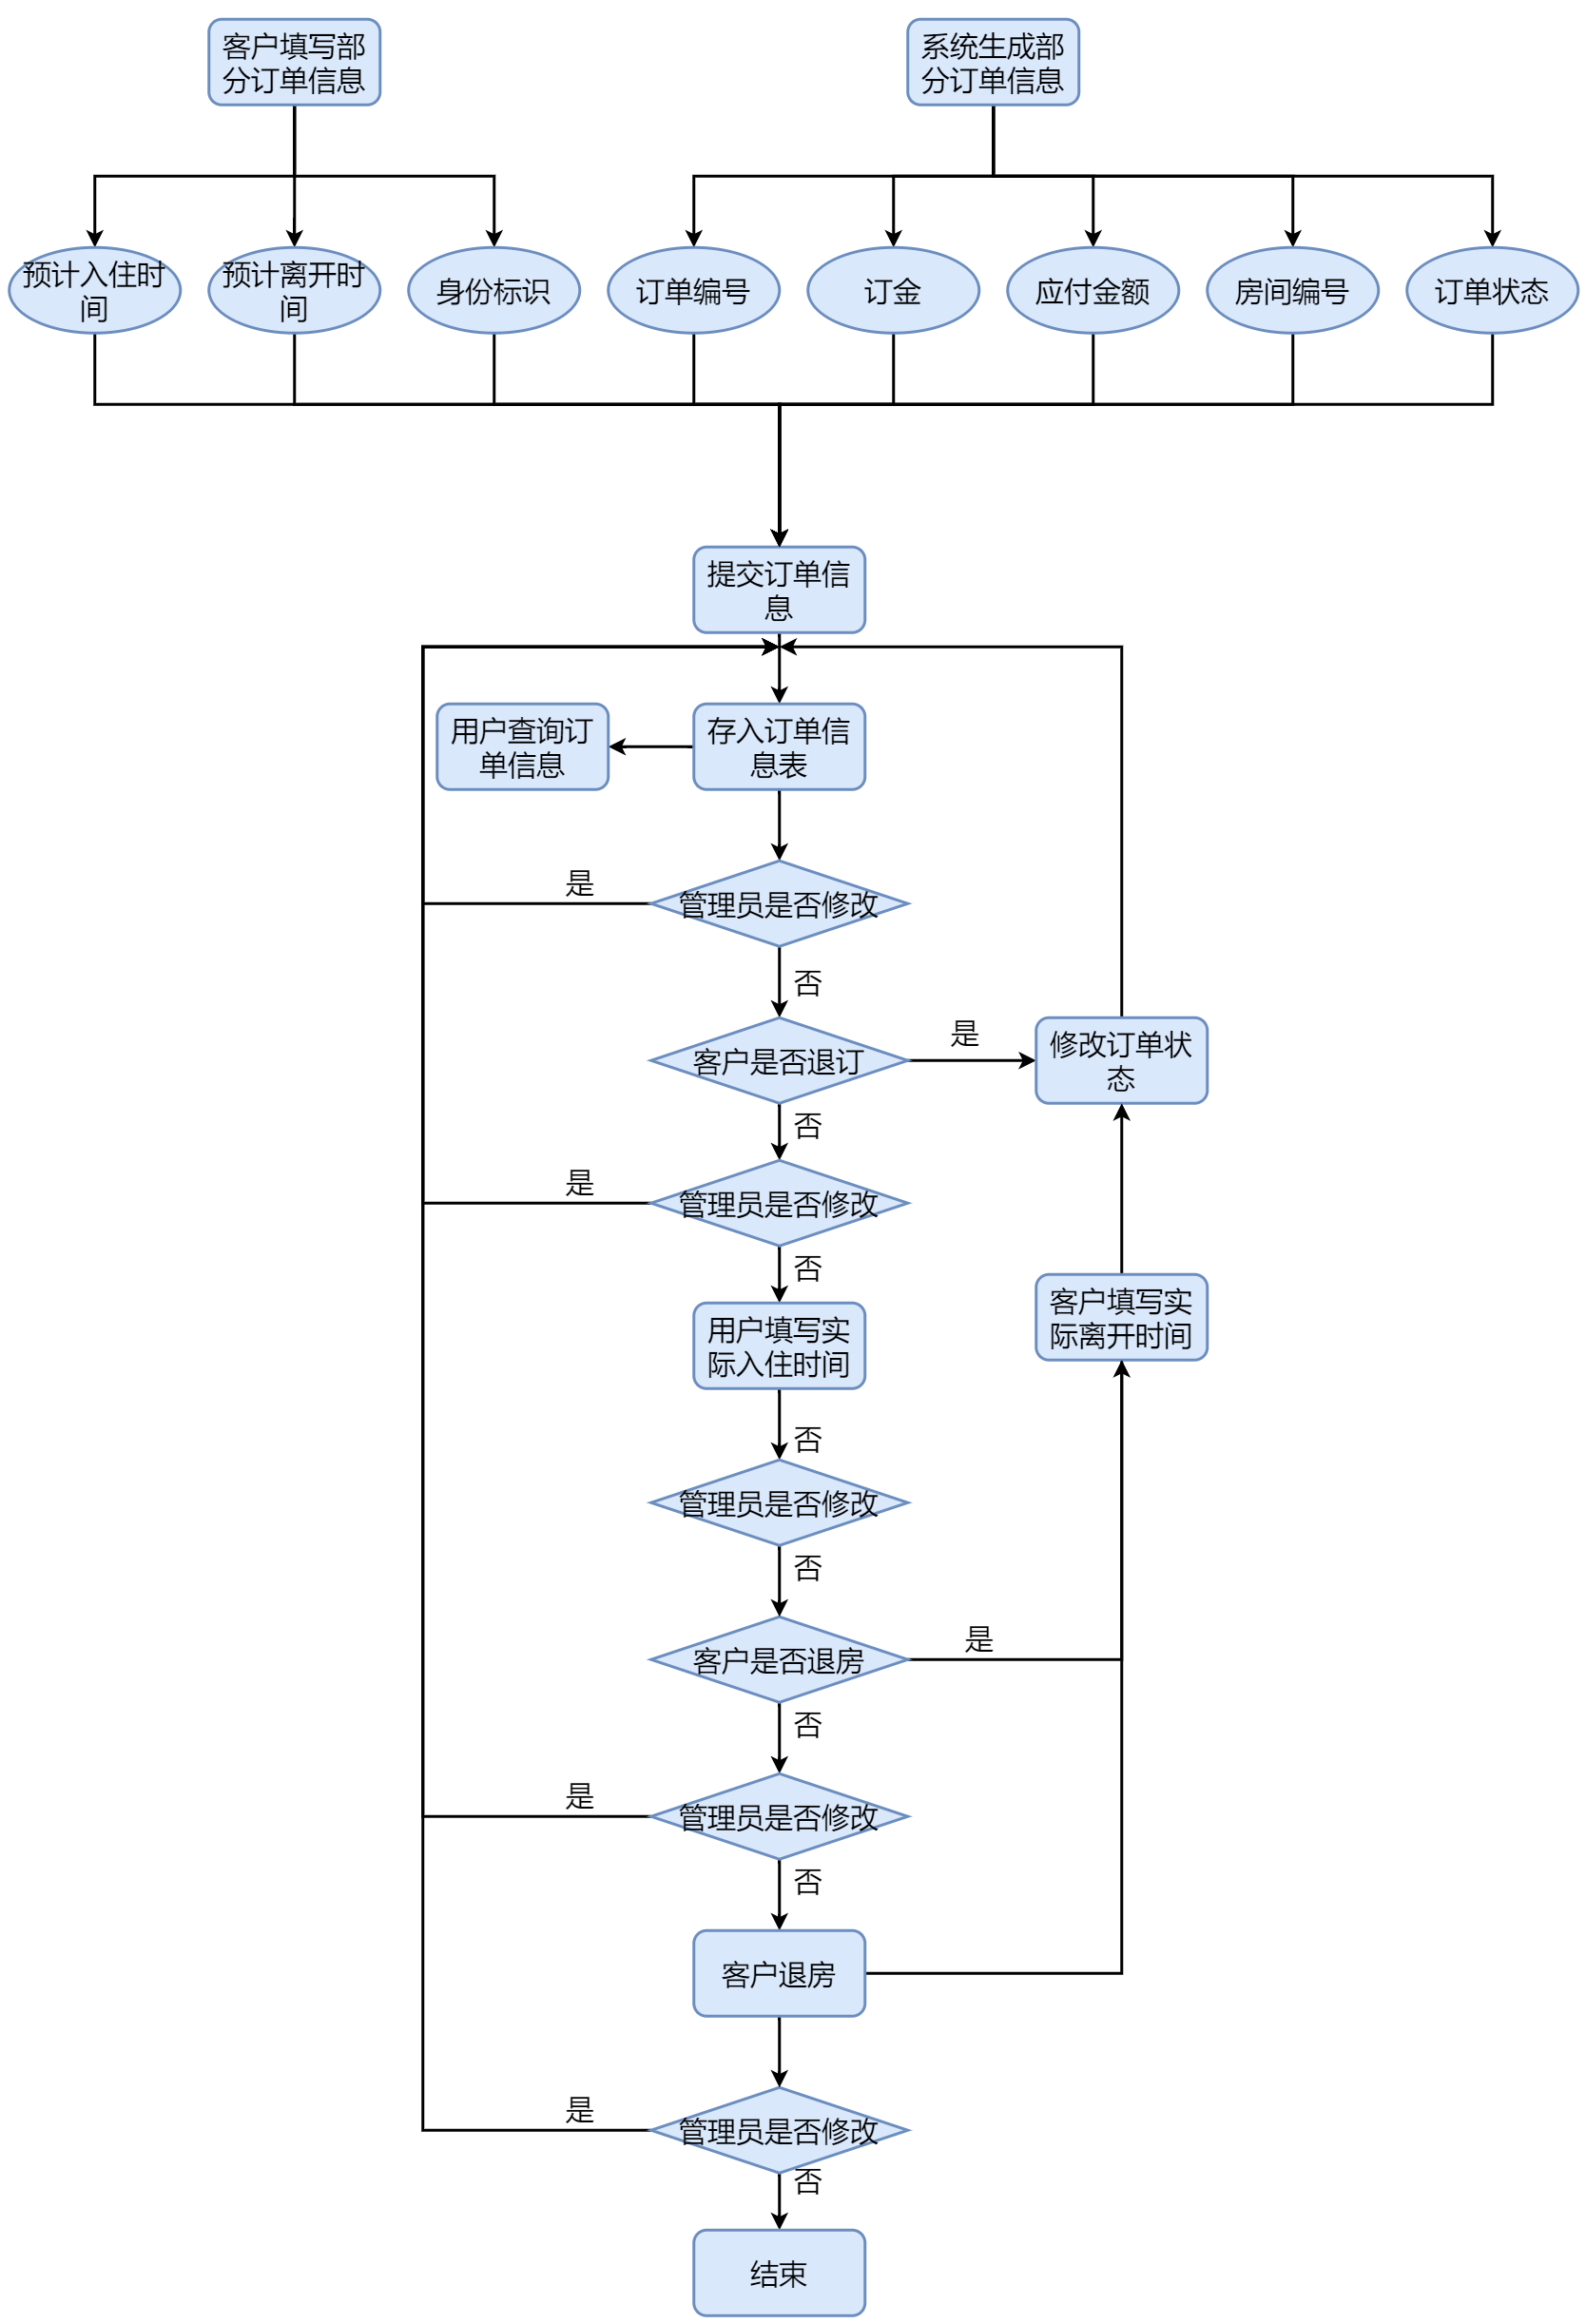 客户填写部
分订单信息
系统生成部
分订单信息
预计入住时
间
预计离开时
间
身份标识
订单编号
订金
应付金额
房间编号
订单状态
提交订单信
息
用户查询订
单信息
存入订单信
息表
是
管理员是否修改
否
客户是否退订
是
修改订单状
态
否
是
管理员是否修改
否
用户填写实
际入住时间
客户填写实
际离开时间
否
管理员是否修改
否
客户是否退房
是
否
是
管理员是否修改
否
客户退房
是
管理员是否修改
否
结束